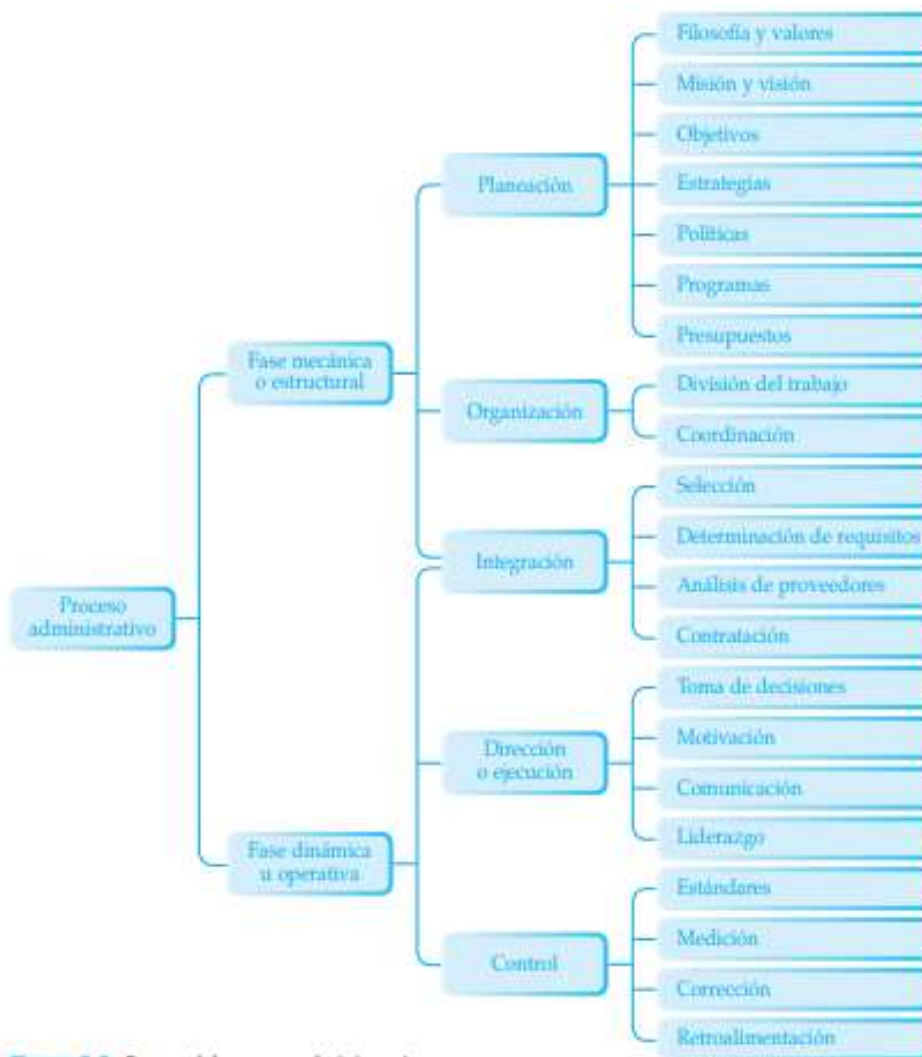 Proceso
administrativo
Fase mecánica
o estructural
Planeación
Filosofía y valores
Misión y visión
Objetivos
Estrategias
Políticas
Programas
Presupuestos
Organización
División del trabajo
Coordinación
Integración
Selección
Determinación de requisitos
Análisis de proveedores
Contratación
Fase dinámica
u operativa
Dirección
o ejecución
Toma de decisiones
Motivación
Comunicación
Liderazgo
Control
Estándares
Medición
Corrección
Retroalimentación